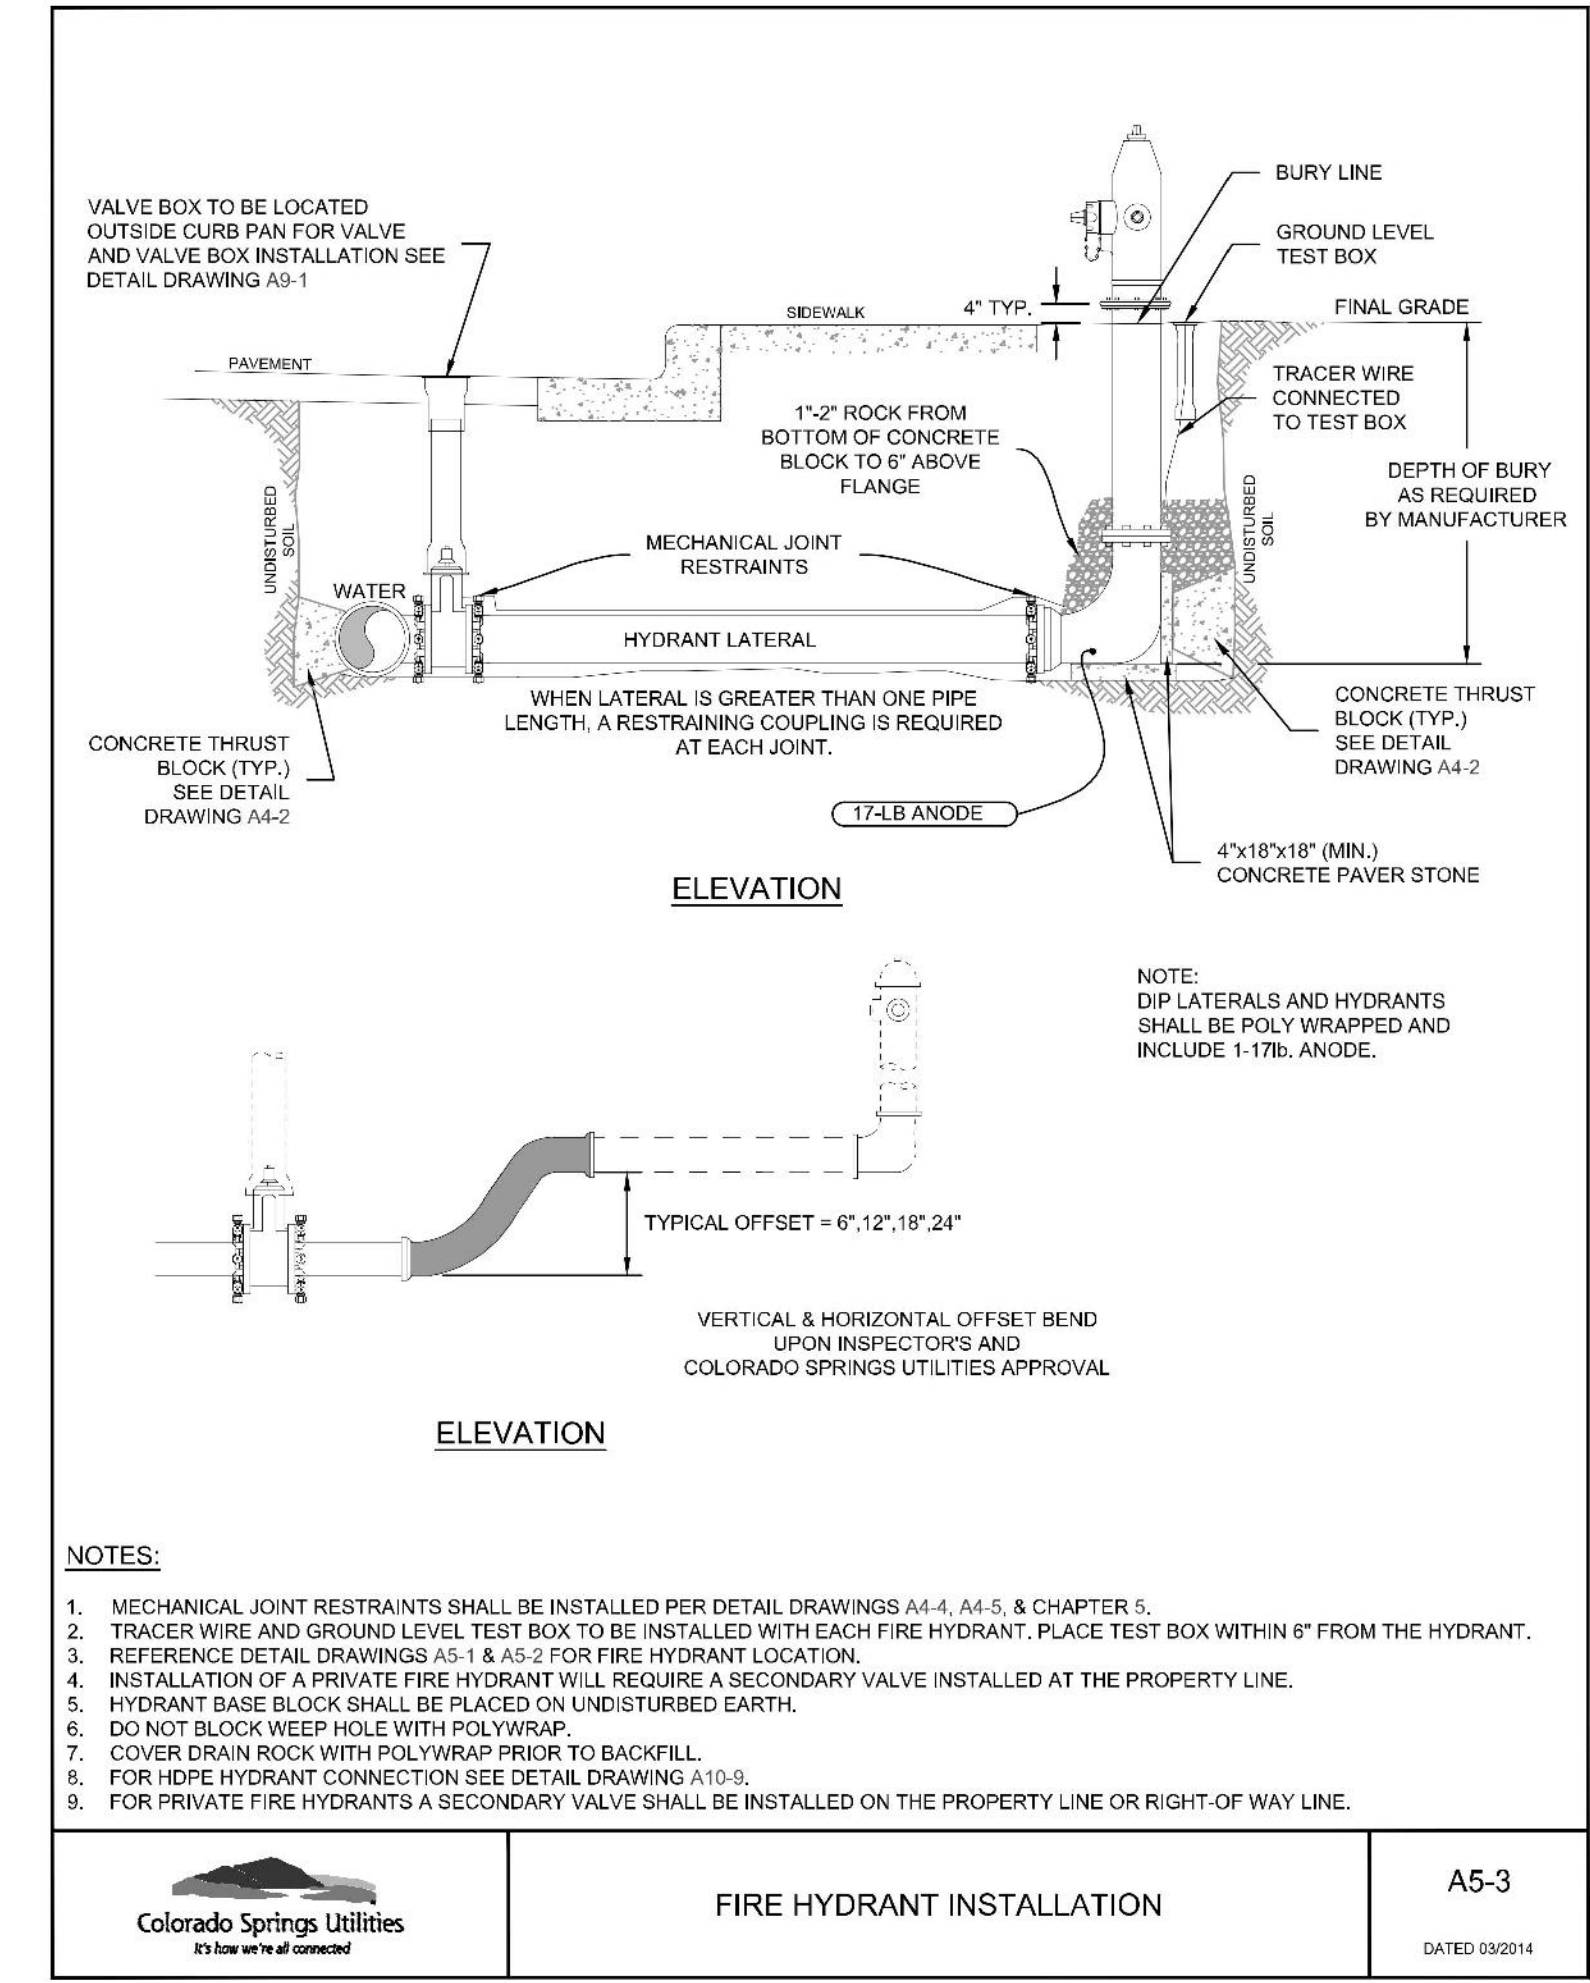 VALVE BOX TO BE LOCATED
OUTSIDE CURB PAN FOR VALVE
AND VALVE BOX INSTALLATION SEE
DETAIL DRAWING A9-1
BURY LINE
GROUND LEVEL
TEST BOX
SIDEWALK
4" TYP.
FINAL GRADE
PAVEMENT
TRACER WIRE
CONNECTED
TO TEST BOX
1"-2" ROCK FROM
BOTTOM OF CONCRETE
BLOCK TO 6" ABOVE
FLANGE
DEPTH OF BURY
AS REQUIRED
BY MANUFACTURER
UNDISTURBED
SOIL
UNDISTURBED
SOIL
MECHANICAL JOINT
RESTRAINTS
WATER
HYDRANT LATERAL
WHEN LATERAL IS GREATER THAN ONE PIPE
LENGTH, A RESTRAINING COUPLING IS REQUIRED
AT EACH JOINT.
CONCRETE THRUST
BLOCK (TYP.)
SEE DETAIL
DRAWING A4-2
CONCRETE THRUST
BLOCK (TYP.)
SEE DETAIL
DRAWING A4-2
17-LB ANODE
4"x18"x18" (MIN.)
CONCRETE PAVER STONE
ELEVATION
NOTE:
DIP LATERALS AND HYDRANTS
SHALL BE POLY WRAPPED AND
INCLUDE 1-17lb. ANODE.
TYPICAL OFFSET = 6",12",18",24"
VERTICAL & HORIZONTAL OFFSET BEND
UPON INSPECTOR'S AND
COLORADO SPRINGS UTILITIES APPROVAL
ELEVATION
NOTES:
1. MECHANICAL JOINT RESTRAINTS SHALL BE INSTALLED PER DETAIL DRAWINGS A4-4, A4-5, & CHAPTER 5.
2. TRACER WIRE AND GROUND LEVEL TEST BOX TO BE INSTALLED WITH EACH FIRE HYDRANT. PLACE TEST BOX WITHIN 6" FROM THE HYDRANT.
3. REFERENCE DETAIL DRAWINGS A5-1 & A5-2 FOR FIRE HYDRANT LOCATION.
4. INSTALLATION OF A PRIVATE FIRE HYDRANT WILL REQUIRE A SECONDARY VALVE INSTALLED AT THE PROPERTY LINE.
5. HYDRANT BASE BLOCK SHALL BE PLACED ON UNDISTURBED EARTH.
6. DO NOT BLOCK WEEP HOLE WITH POLYWRAP.
7. COVER DRAIN ROCK WITH POLYWRAP PRIOR TO BACKFILL.
8. FOR HDPE HYDRANT CONNECTION SEE DETAIL DRAWING A10-9.
9. FOR PRIVATE FIRE HYDRANTS A SECONDARY VALVE SHALL BE INSTALLED ON THE PROPERTY LINE OR RIGHT-OF WAY LINE.
Colorado Springs Utilities
It's how we're all connected
FIRE HYDRANT INSTALLATION
A5-3
DATED 03/2014